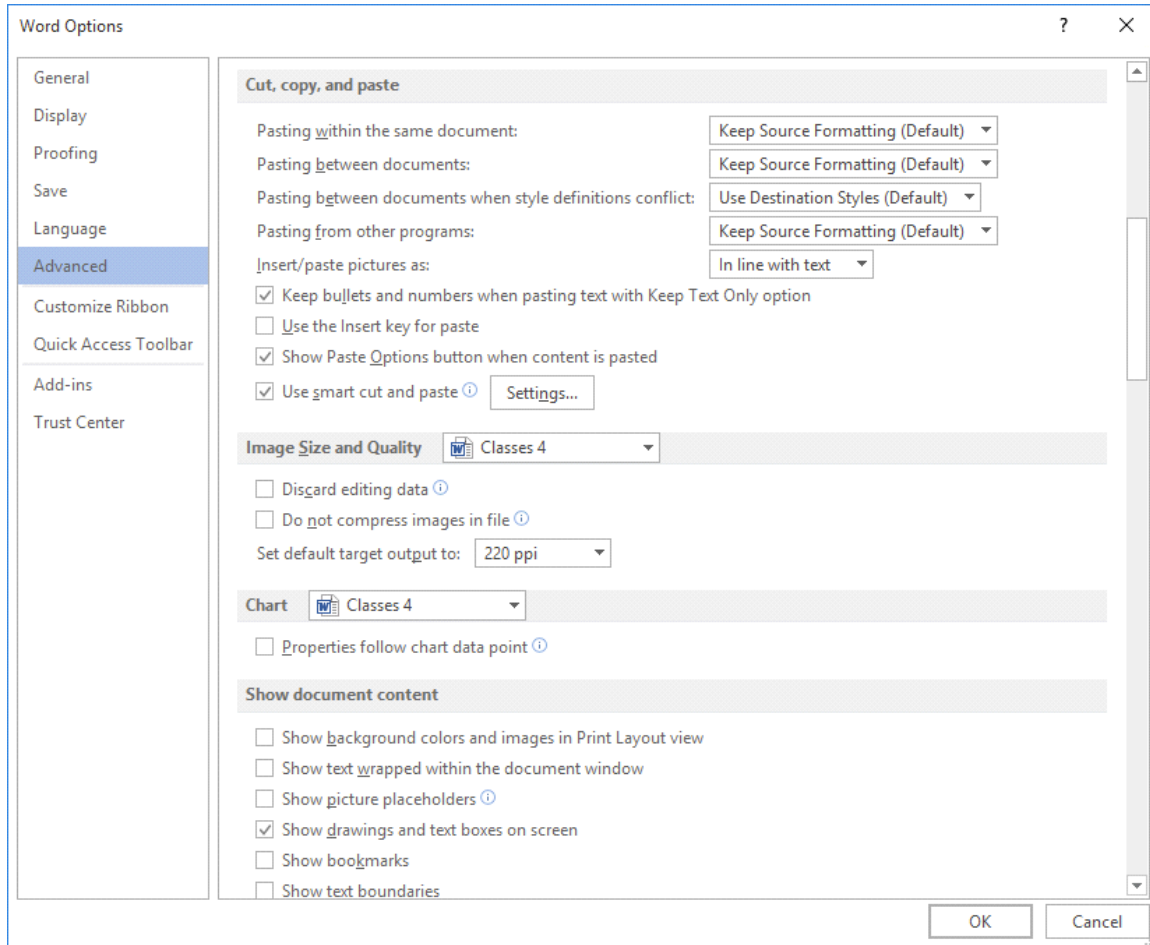 Word Options ?
General
Display
Proofing
Save
Language
Advanced
Customize Ribbon
Quick Access Toolbar
Add-ins
Trust Center
Cut, copy, and paste
Pasting within the same document: Keep Source Formatting (Default)
Pasting between documents: Keep Source Formatting (Default)
Pasting between documents when style definitions conflict: Use Destination Styles (Default)
Pasting from other programs: Keep Source Formatting (Default)
Insert/paste pictures as: In line with text
Keep bullets and numbers when pasting text with Keep Text Only option
Use the Insert key for paste
Show Paste Options button when content is pasted
Use smart cut and paste Settings...
Image Size and Quality Classes 4
Discard editing data
Do not compress images in file
Set default target output to: 220 ppi
Chart Classes 4
Properties follow chart data point
Show document content
Show background colors and images in Print Layout view
Show text wrapped within the document window
Show picture placeholders
Show drawings and text boxes on screen
Show bookmarks
Show text boundaries
OK Cancel